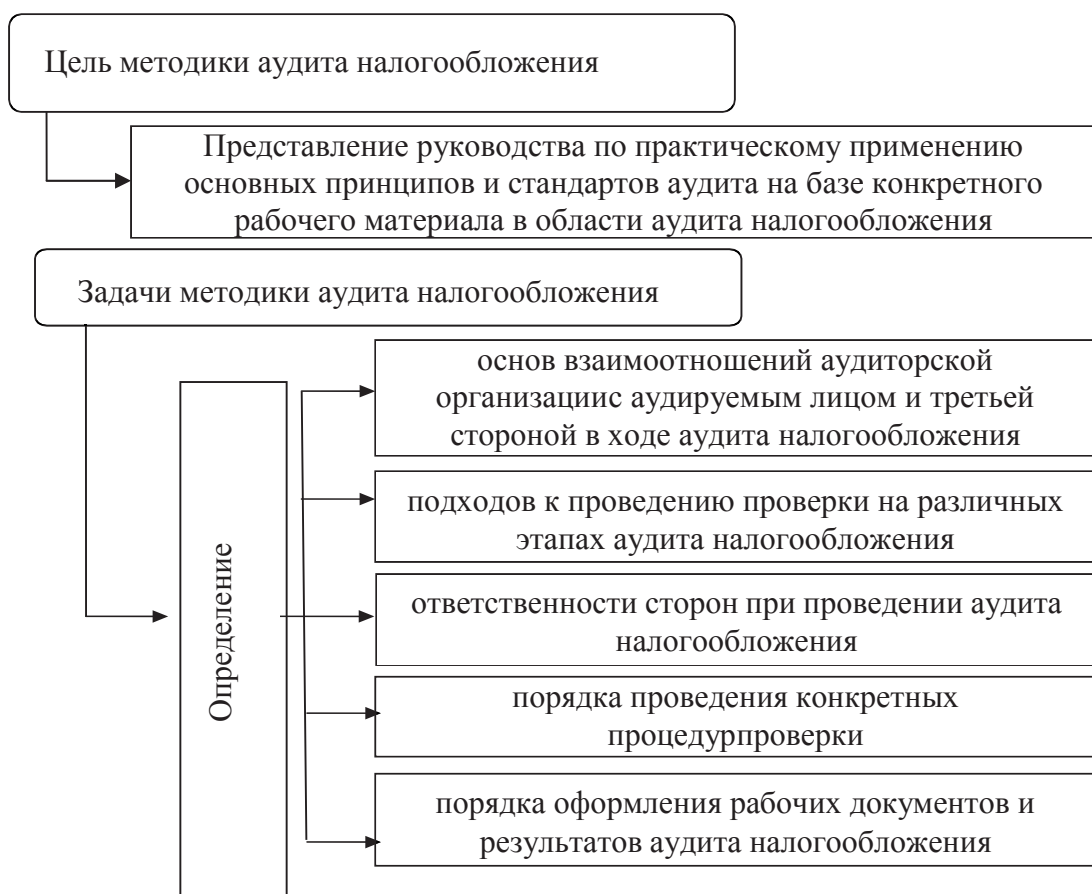 Цель методики аудита налогообложения
Представление руководства по практическому применению
основных принципов и стандартов аудита на базе конкретного
рабочего материала в области аудита налогообложения
Задачи методики аудита налогообложения
Определение
основ взаимоотношений аудиторской
организациис аудируемым лицом и третьей
стороной в ходе аудита налогообложения
подходов к проведению проверки на различных
этапах аудита налогообложения
ответственности сторон при проведении аудита
налогообложения
порядка проведения конкретных
процедурпроверки
порядка оформления рабочих документов и
результатов аудита налогообложения